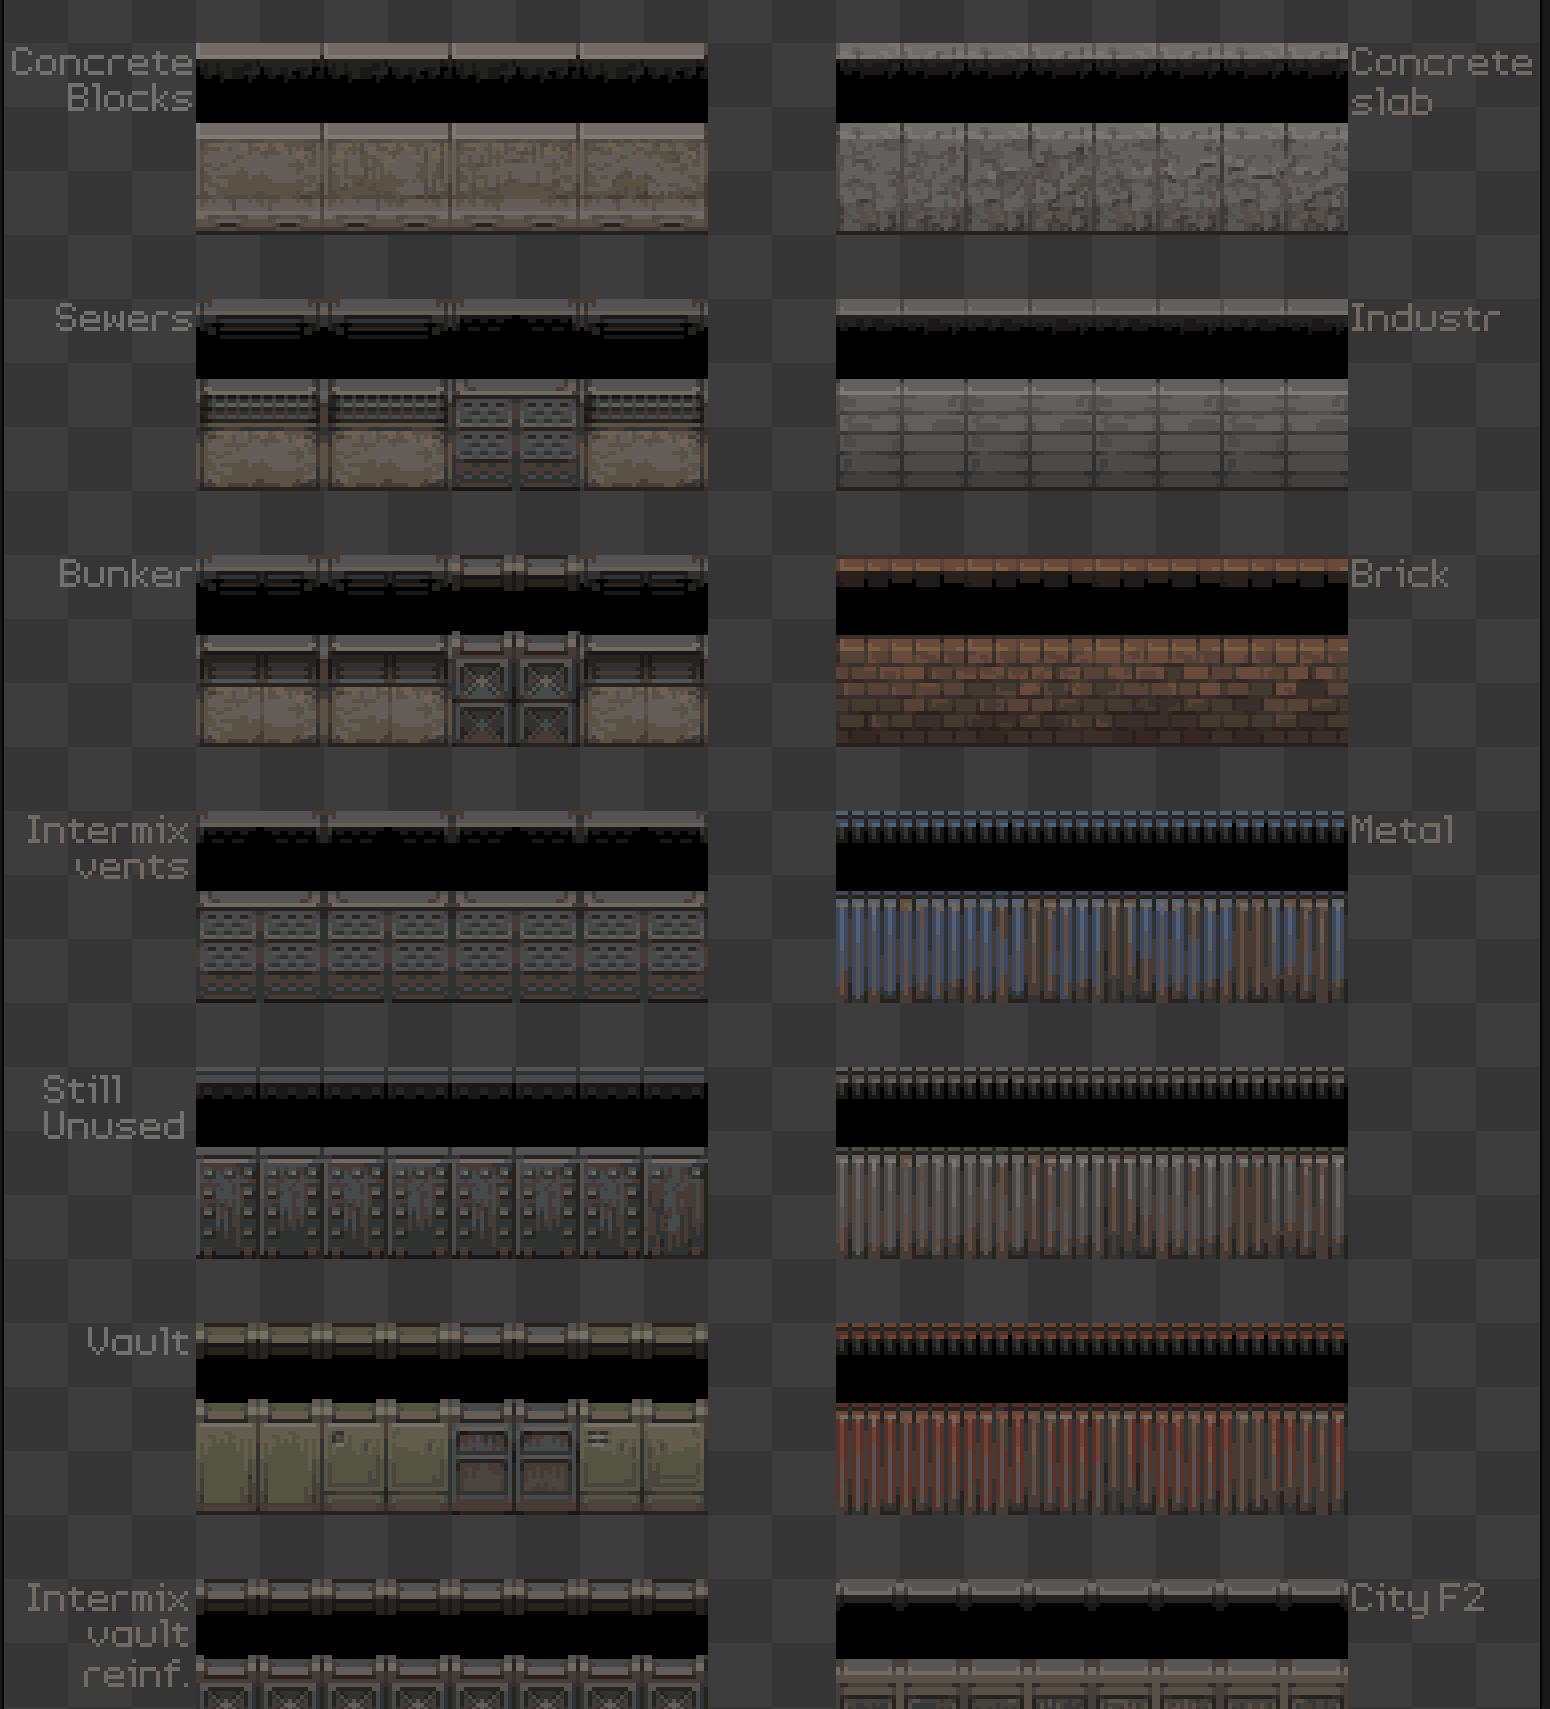 Concrete
Blocks
Concrete
slab
Sewers
Industr
Bunker
Brick
Intermix
vents
Metal
Still
Unused
Vault
Intermix
vault
reinf.
City F2